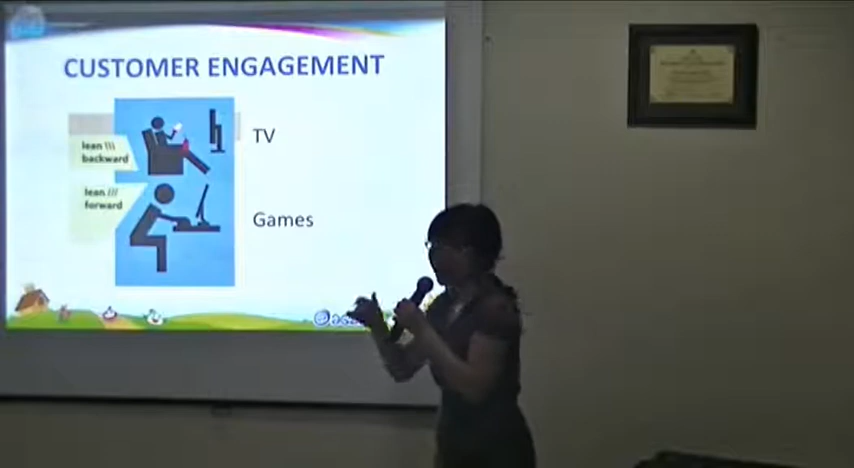 CUSTOMER ENGAGEMENT
lean \\\
backward
TV
lean ///
forward
Games